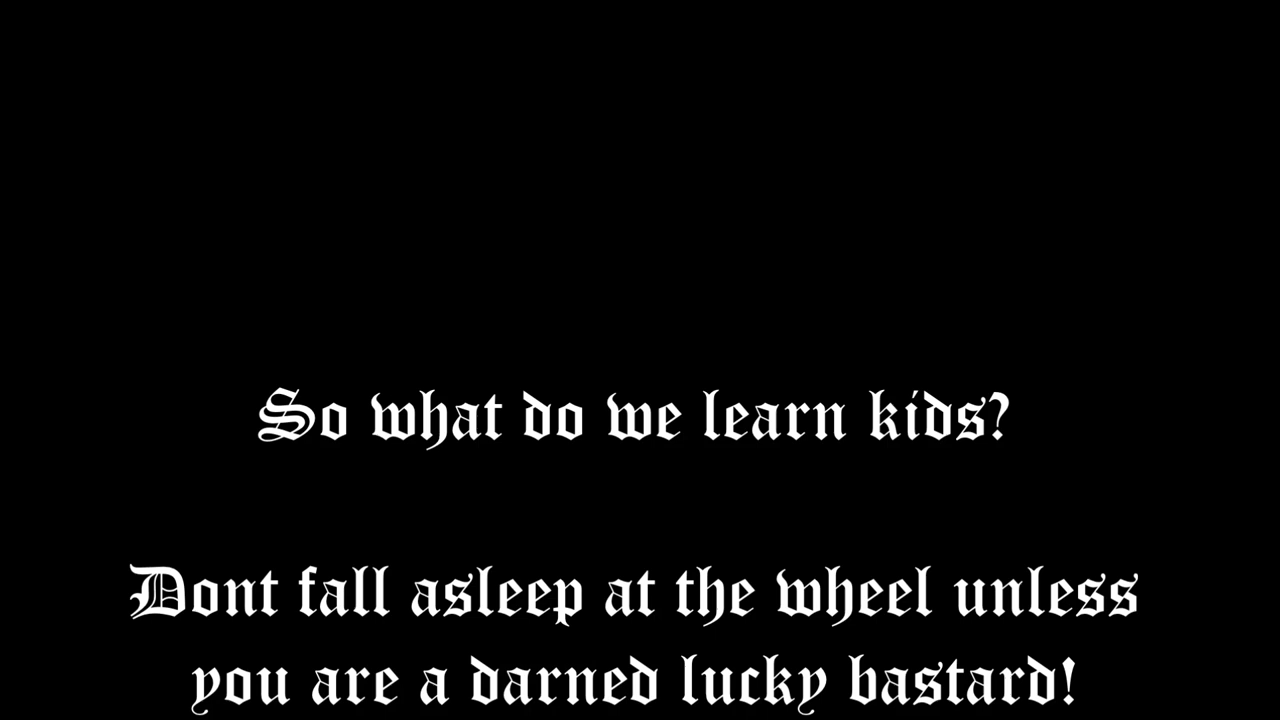 So what do we learn kids?
Dont fall asleep at the wheel unless
you are a darned lucky bastard!